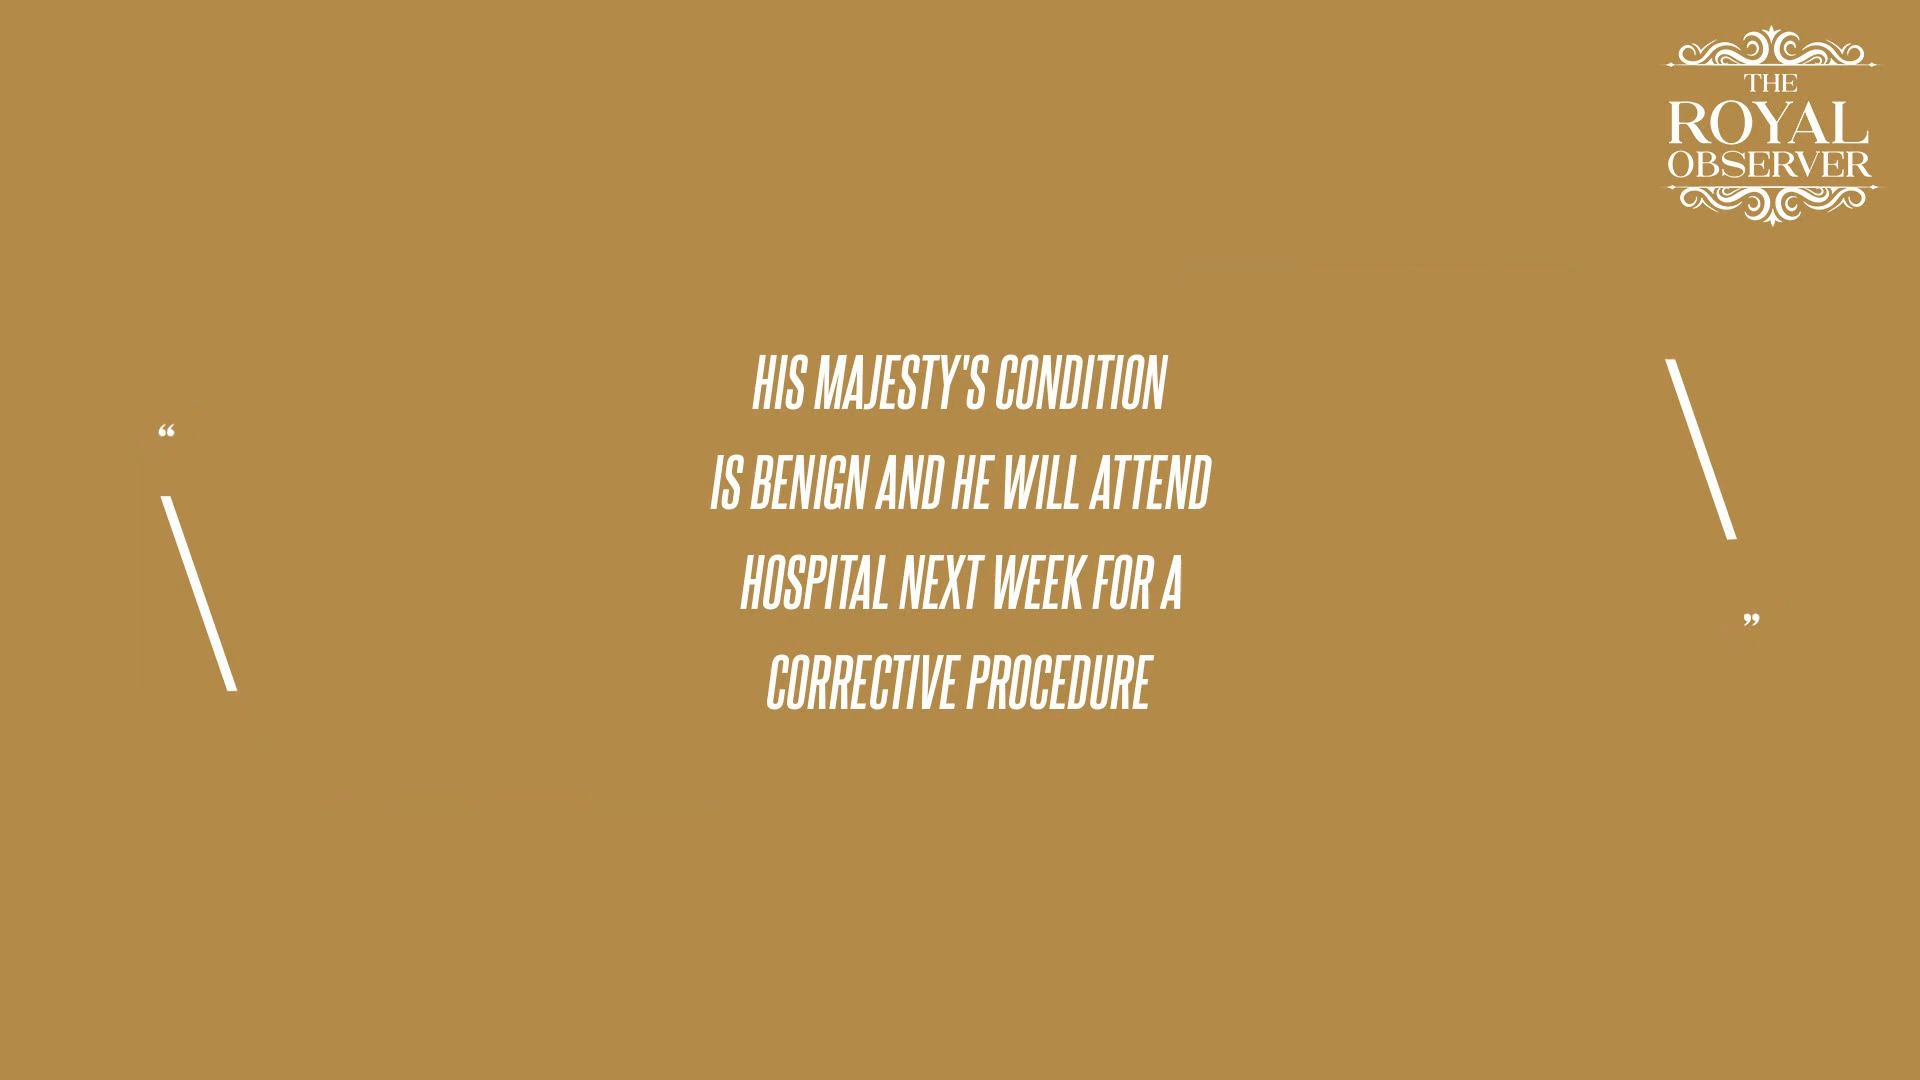 THE
ROYAL
OBSERVER
“
HIS MAJESTY'S CONDITION
IS BENIGN AND HE WILL ATTEND
HOSPITAL NEXT WEEK FOR A
CORRECTIVE PROCEDURE
”